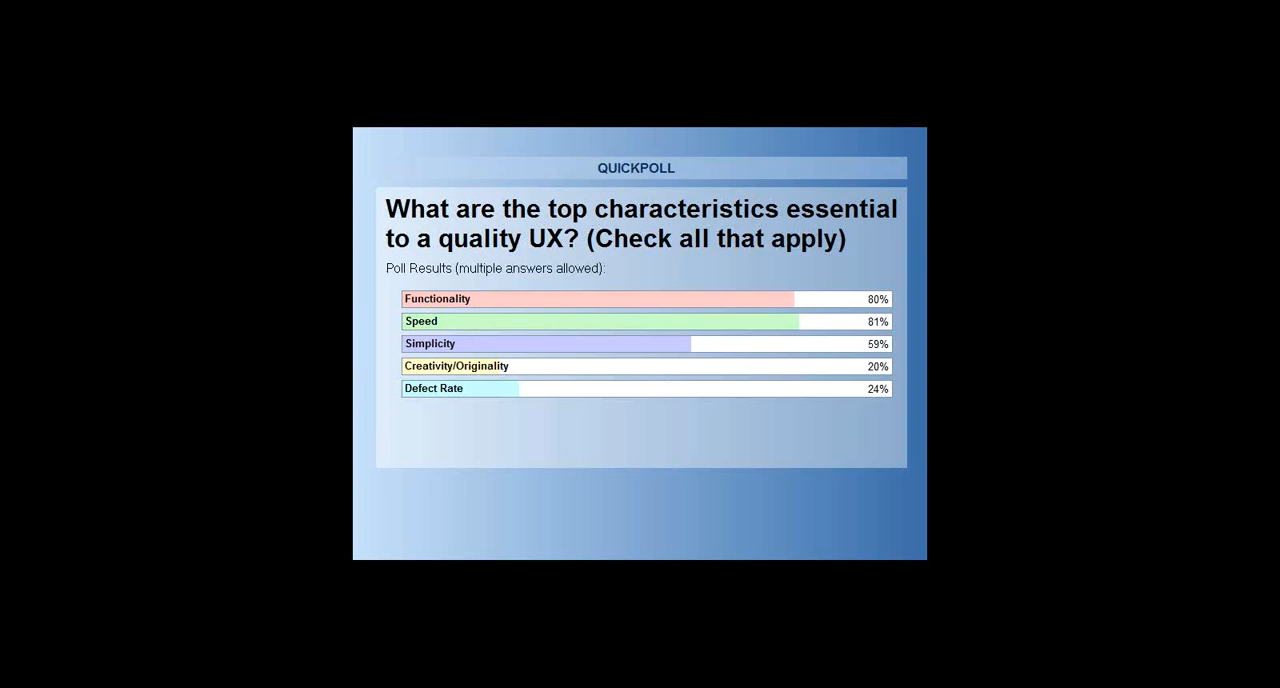 QUICKPOLL
What are the top characteristics essential
to a quality UX? (Check all that apply)
Poll Results (multiple answers allowed):
Functionality 80%
Speed 81%
Simplicity 59%
Creativity/Originality 20%
Defect Rate 24%